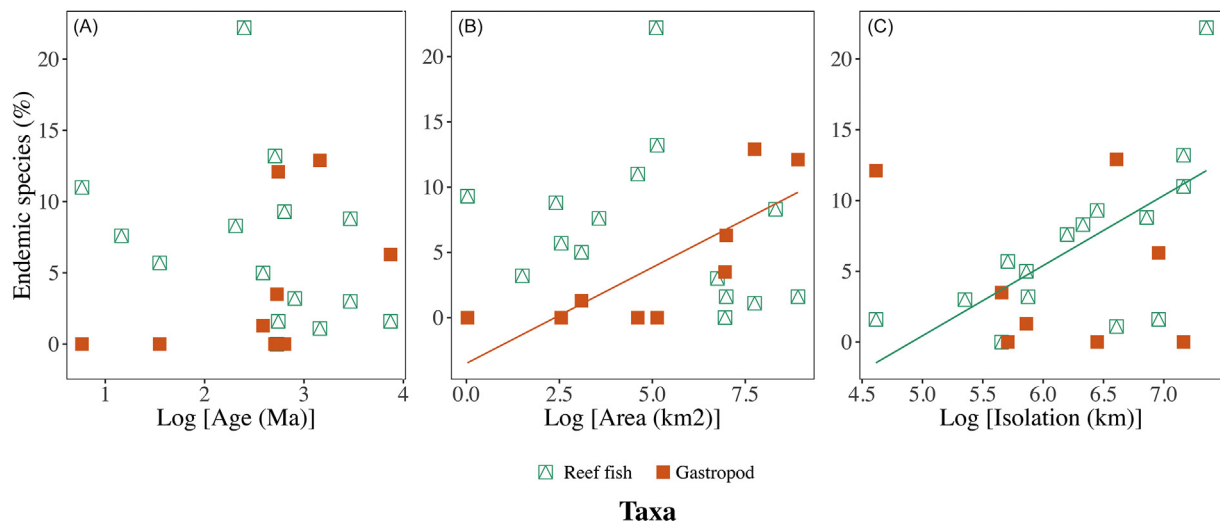 (A)
(B)
(C)
Endemic species (%)
20
15
10
5
0
20
15
10
5
0
20
15
10
5
0
1 2 3 4
0.0 2.5 5.0 7.5
4.5 5.0 5.5 6.0 6.5 7.0
Log [Age (Ma)]
Log [Area (km2)]
Log [Isolation (km)]
Reef fish
Gastropod
Taxa